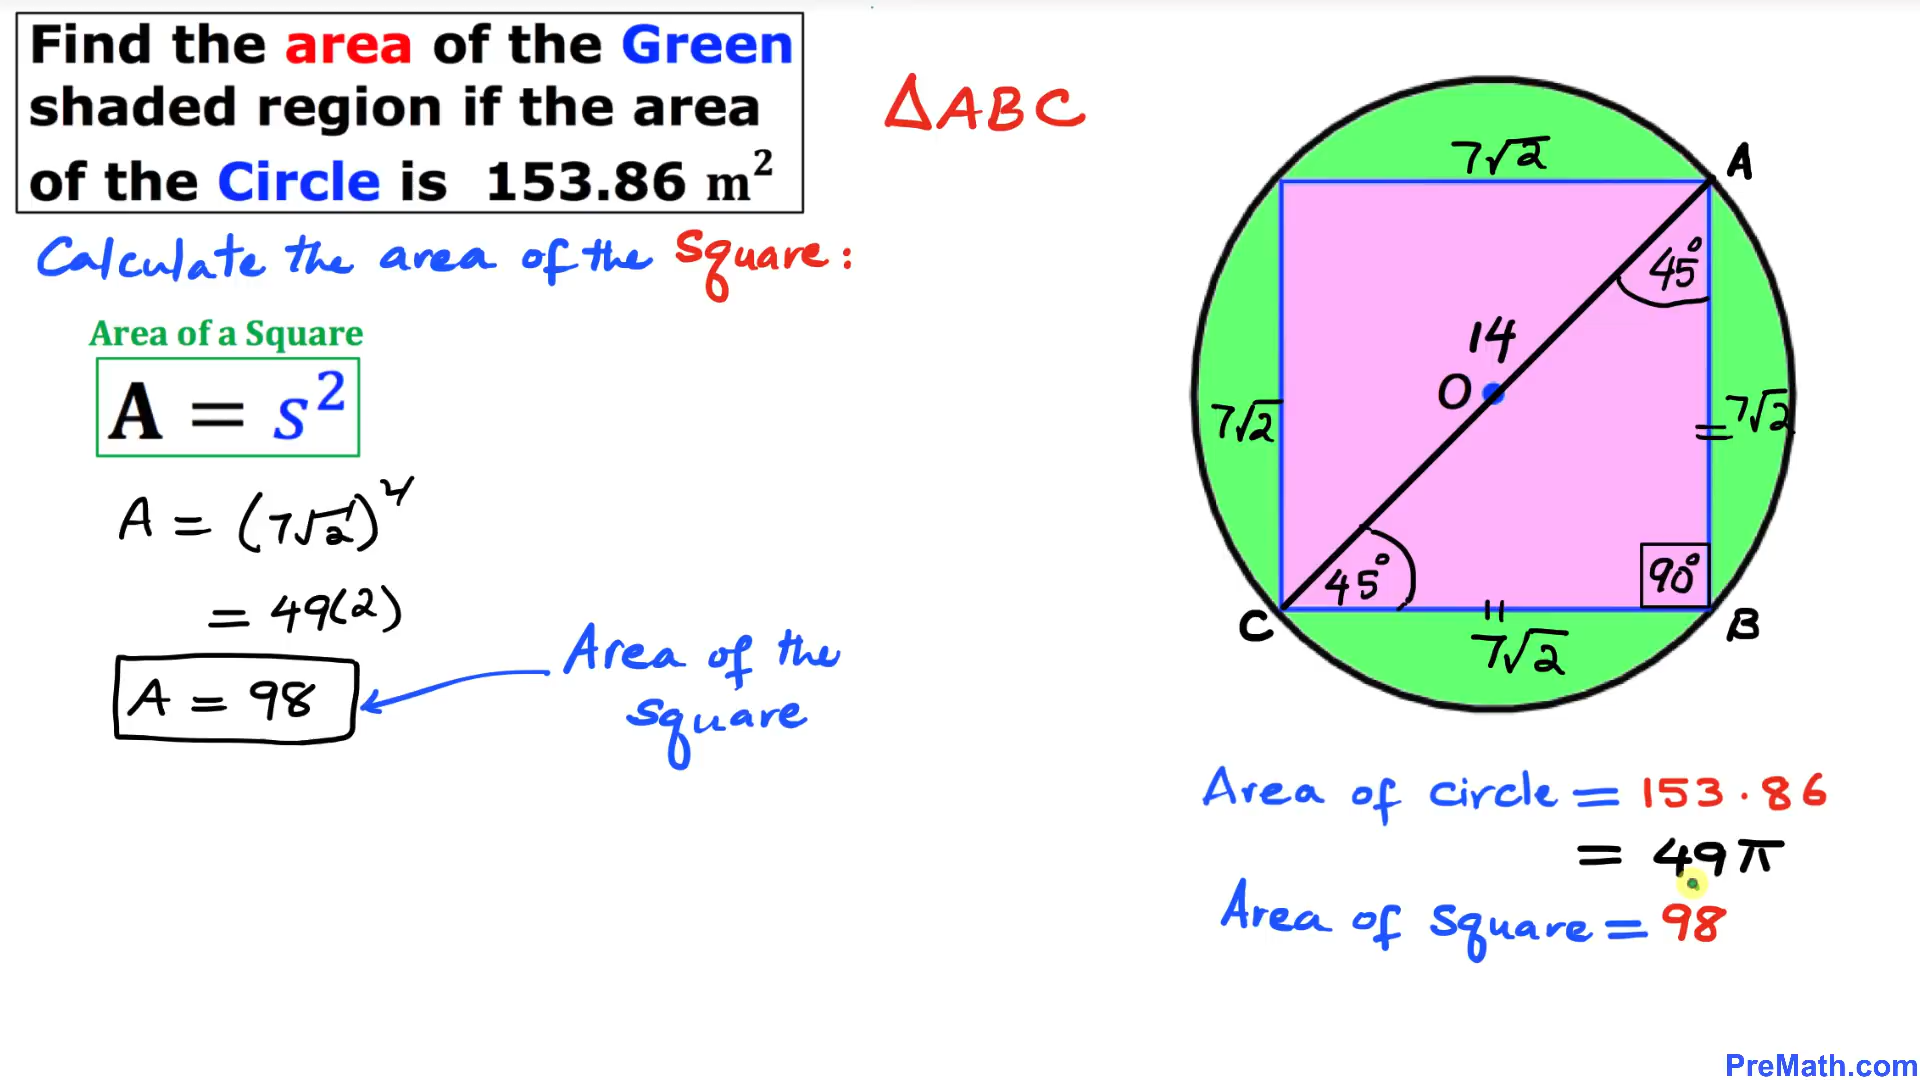 Find the area of the Green
shaded region if the area
of the Circle is 153.86 m²
Calculate the area of the Square:
Area of a Square
A = s²
A = (7√2)²
= 49(2)
A = 98
Area of the
square
ΔABC
7√2
A
45°
14
O
7√2
7√2
=
45°
90°
C
B
7√2
Area of circle = 153.86
= 49π
Area of square = 98
PreMath.com